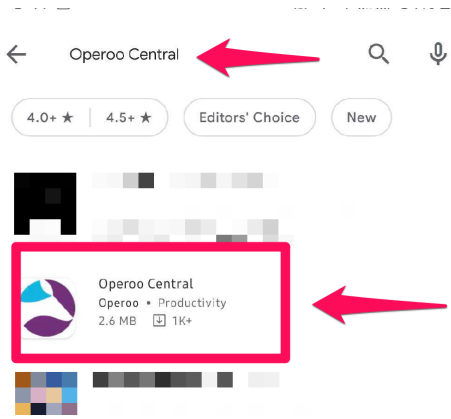 Operoo Central
4.0+ ★ 4.5+ ★ Editors' Choice New
Operoo Central
Operoo • Productivity
2.6 MB 1K+